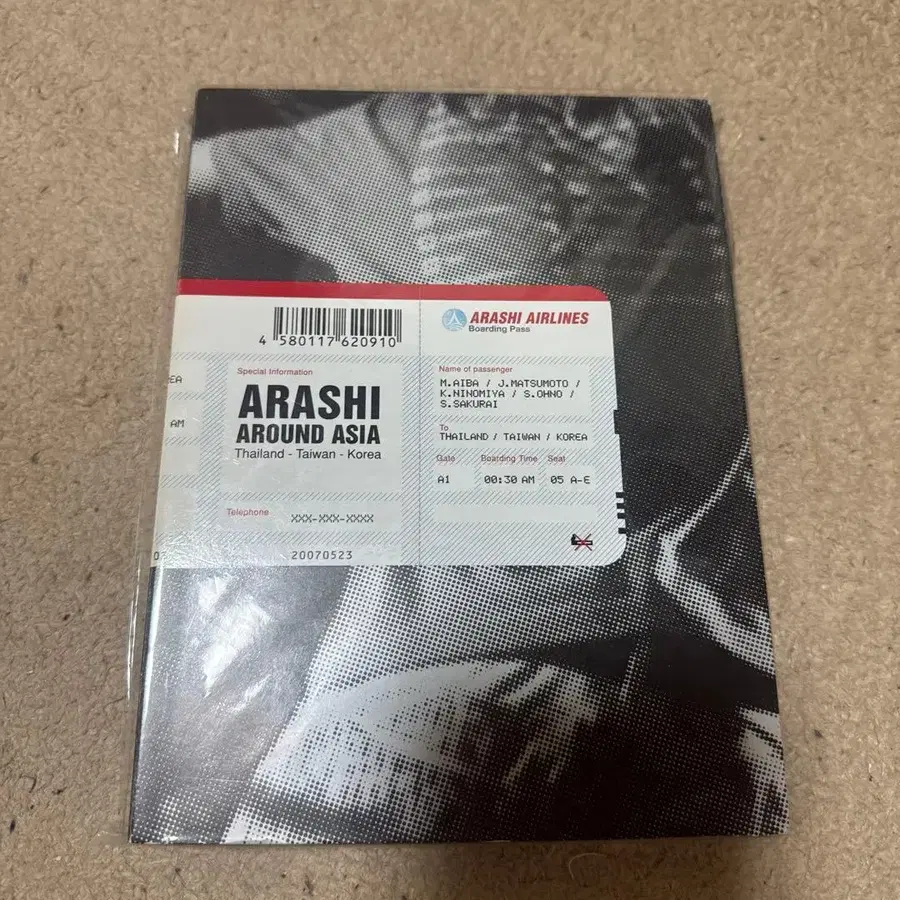 4 580117 620910
ARASHI AIRLINES
Boarding Pass
Special Information
ARASHI
AROUND ASIA
Thailand - Taiwan - Korea
Telephone
XXX-XXX-XXXX
20070523
Name of passenger
M.AIBA / J.MATSUMOTO /
K.NINOMIYA / S.OHNO /
S.SAKURAI
To
THAILAND / TAIWAN / KOREA
Gate Boarding Time Seat
A1 00:30 AM 05 A-E
AM